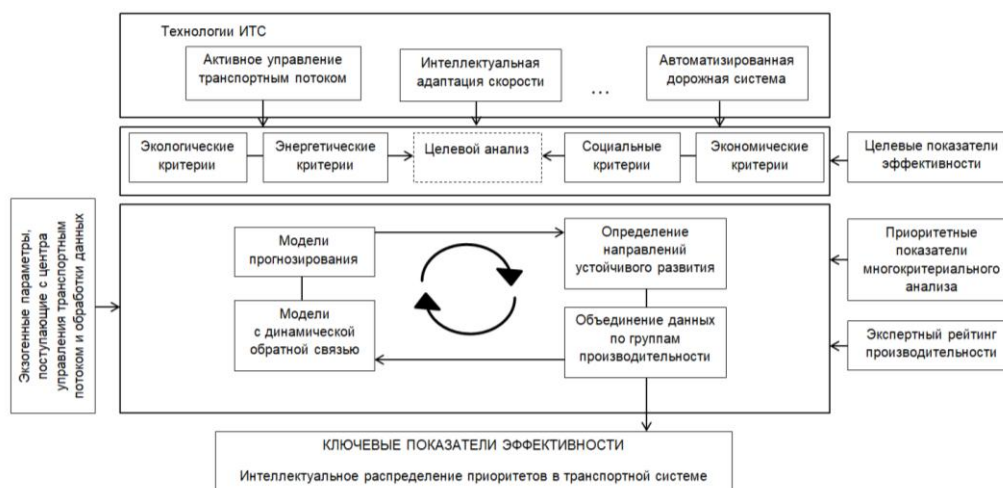 Технологии ИТС
Активное управление
транспортным потоком
Интеллектуальная
адаптация скорости
...
Автоматизированная
дорожная система
Экологические
критерии
Энергетические
критерии
Целевой анализ
Социальные
критерии
Экономические
критерии
Целевые показатели
эффективности
Экзогенные параметры,
поступающие с центра
управления транспортным
потоком и обработки данных
Модели
прогнозирования
Определение
направлений
устойчивого развития
Приоритетные
показатели
многокритериального
анализа
Модели
с динамической
обратной связью
Объединение данных
по группам
производительности
Экспертный рейтинг
производительности
КЛЮЧЕВЫЕ ПОКАЗАТЕЛИ ЭФФЕКТИВНОСТИ
Интеллектуальное распределение приоритетов в транспортной системе